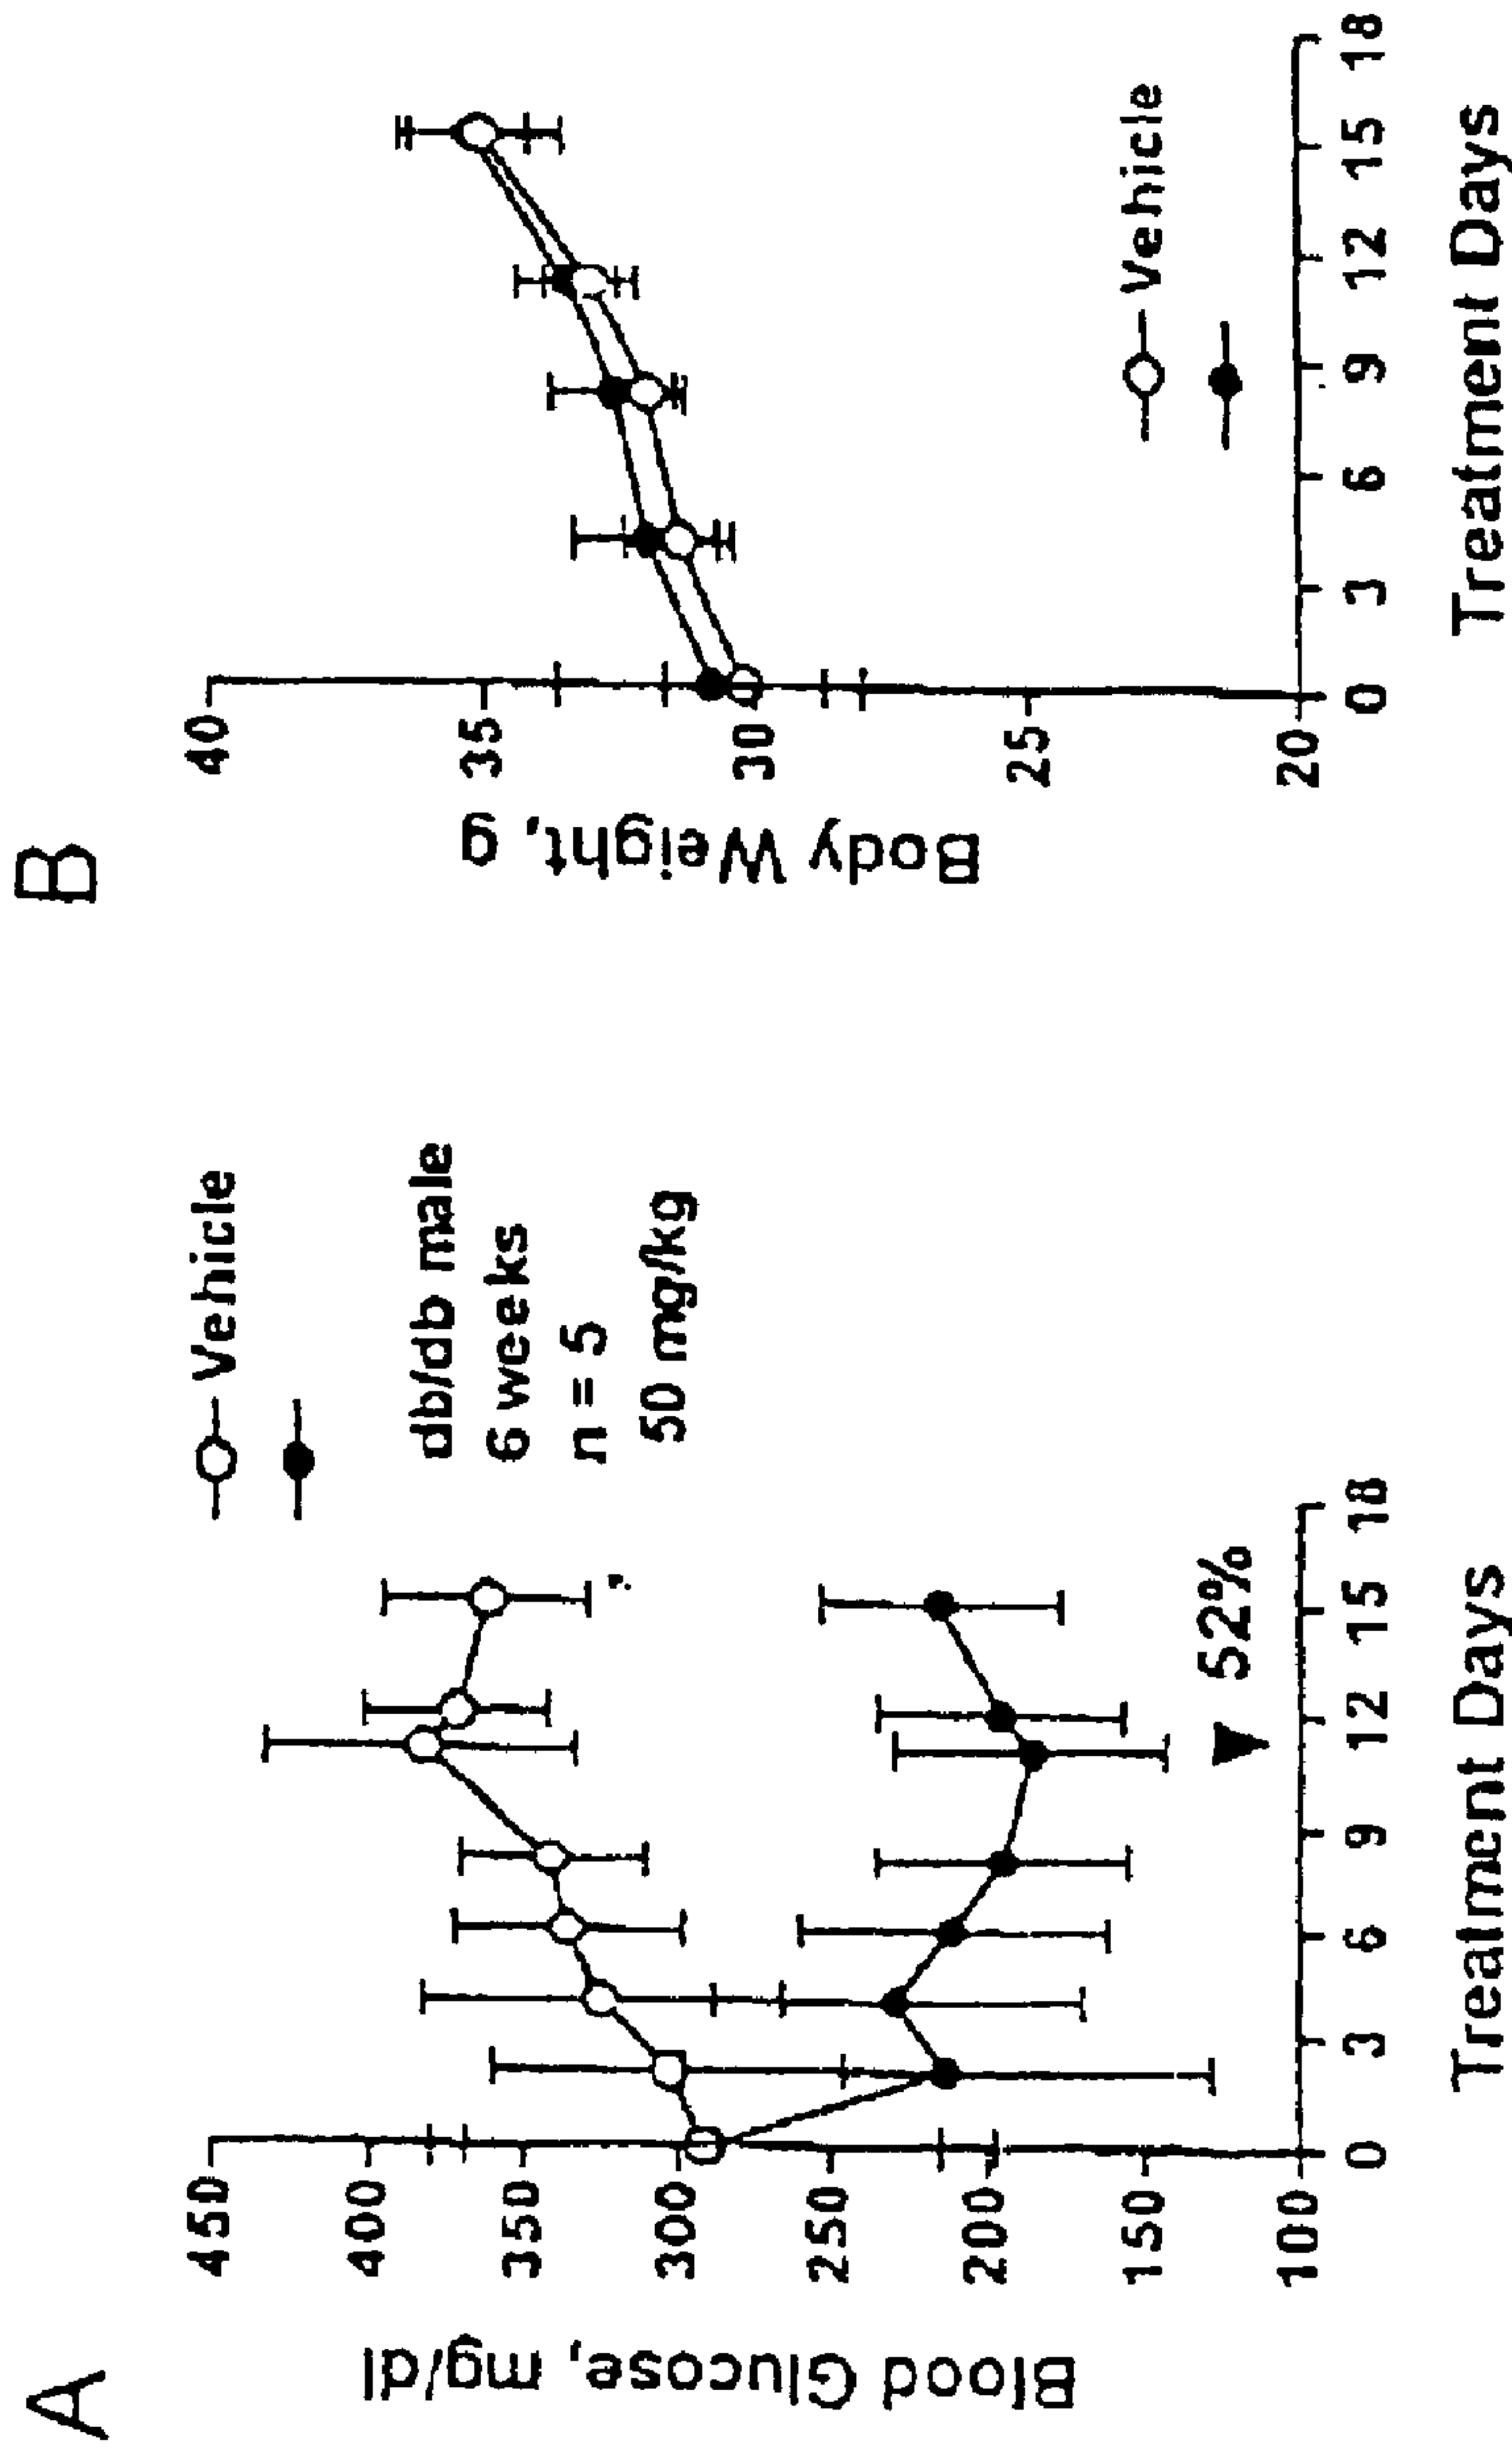 A
Blood Glucose, mg/dl
450
400
350
300
250
200
150
100
0 3 6 9 12 15 18
Treatment Days
Vehicle
db/db male
6 weeks
n = 5
50 mg/kg
52%
B
Body Weight, g
40
35
30
25
20
0 3 6 9 12 15 18
Treatment Days
Vehicle